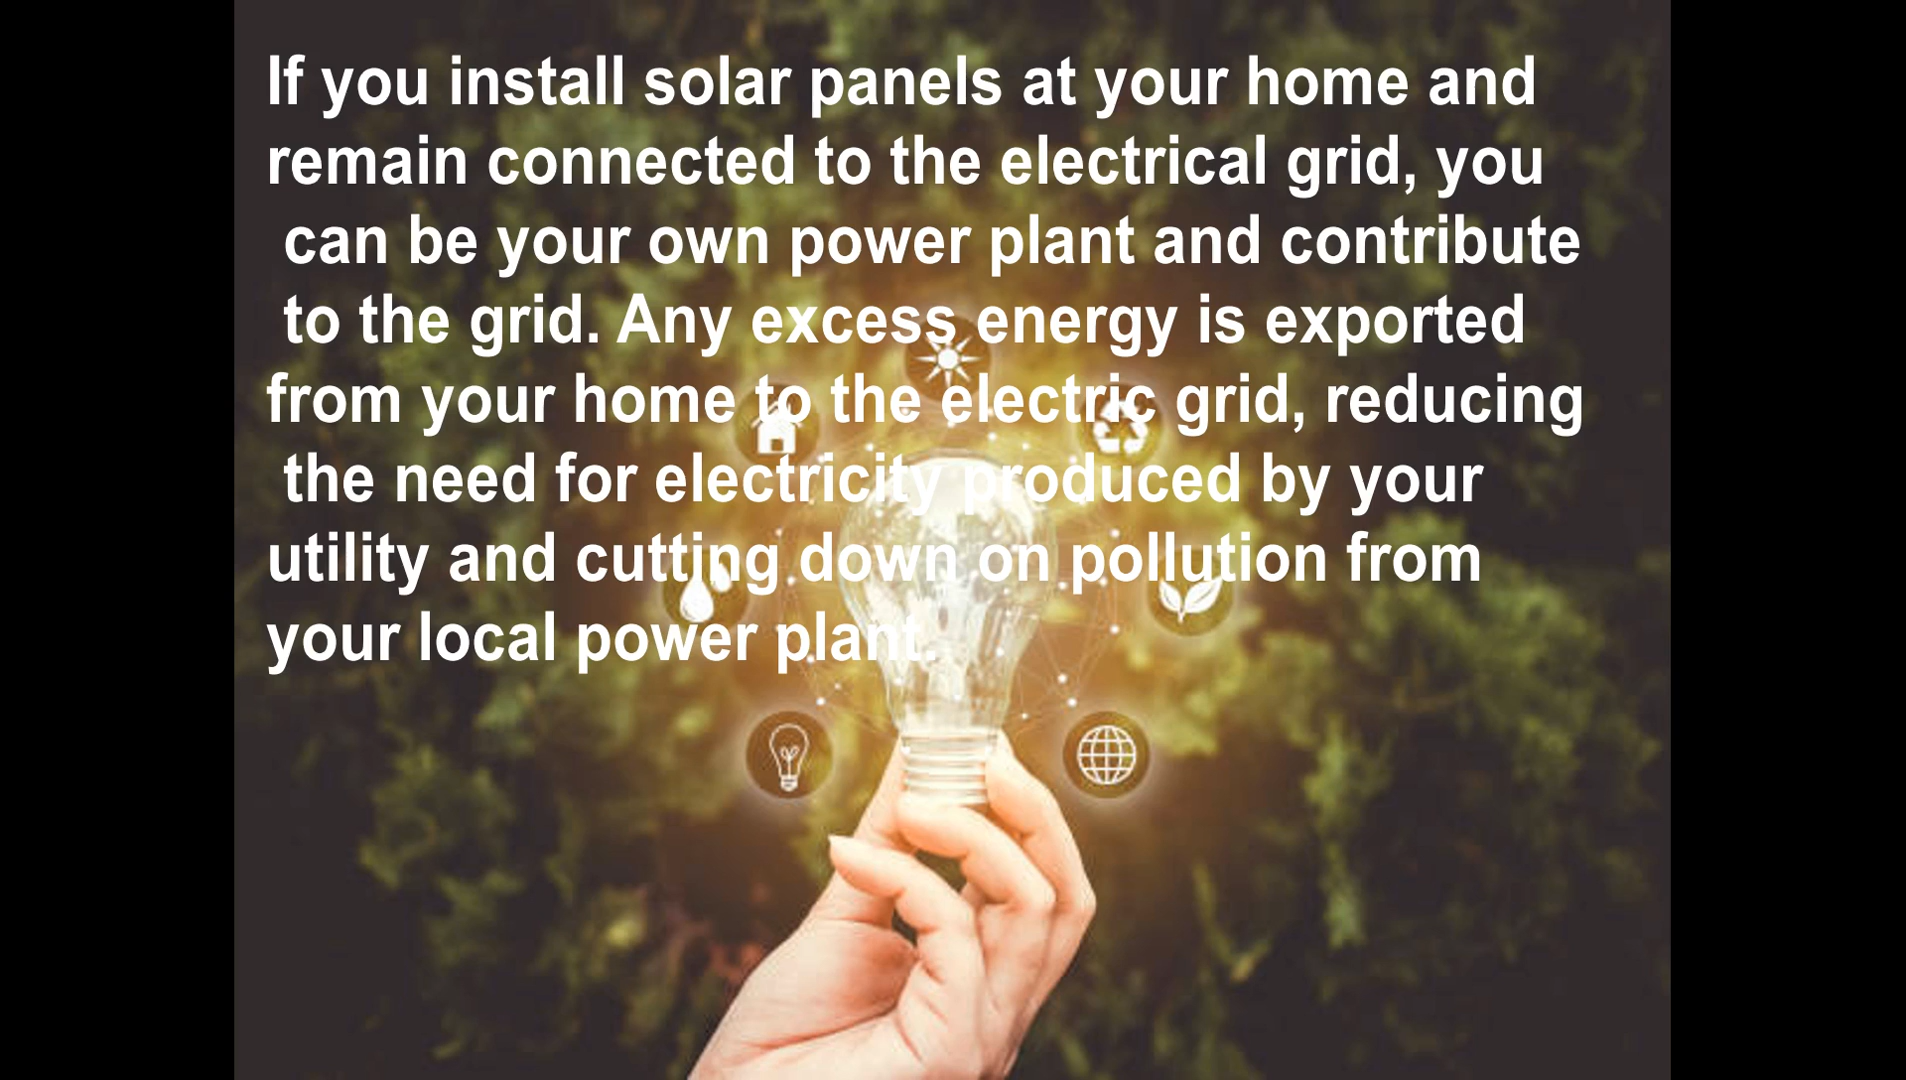 If you install solar panels at your home and
remain connected to the electrical grid, you
can be your own power plant and contribute
to the grid. Any excess energy is exported
from your home to the electric grid, reducing
the need for electricity produced by your
utility and cutting down on pollution from
your local power plant.